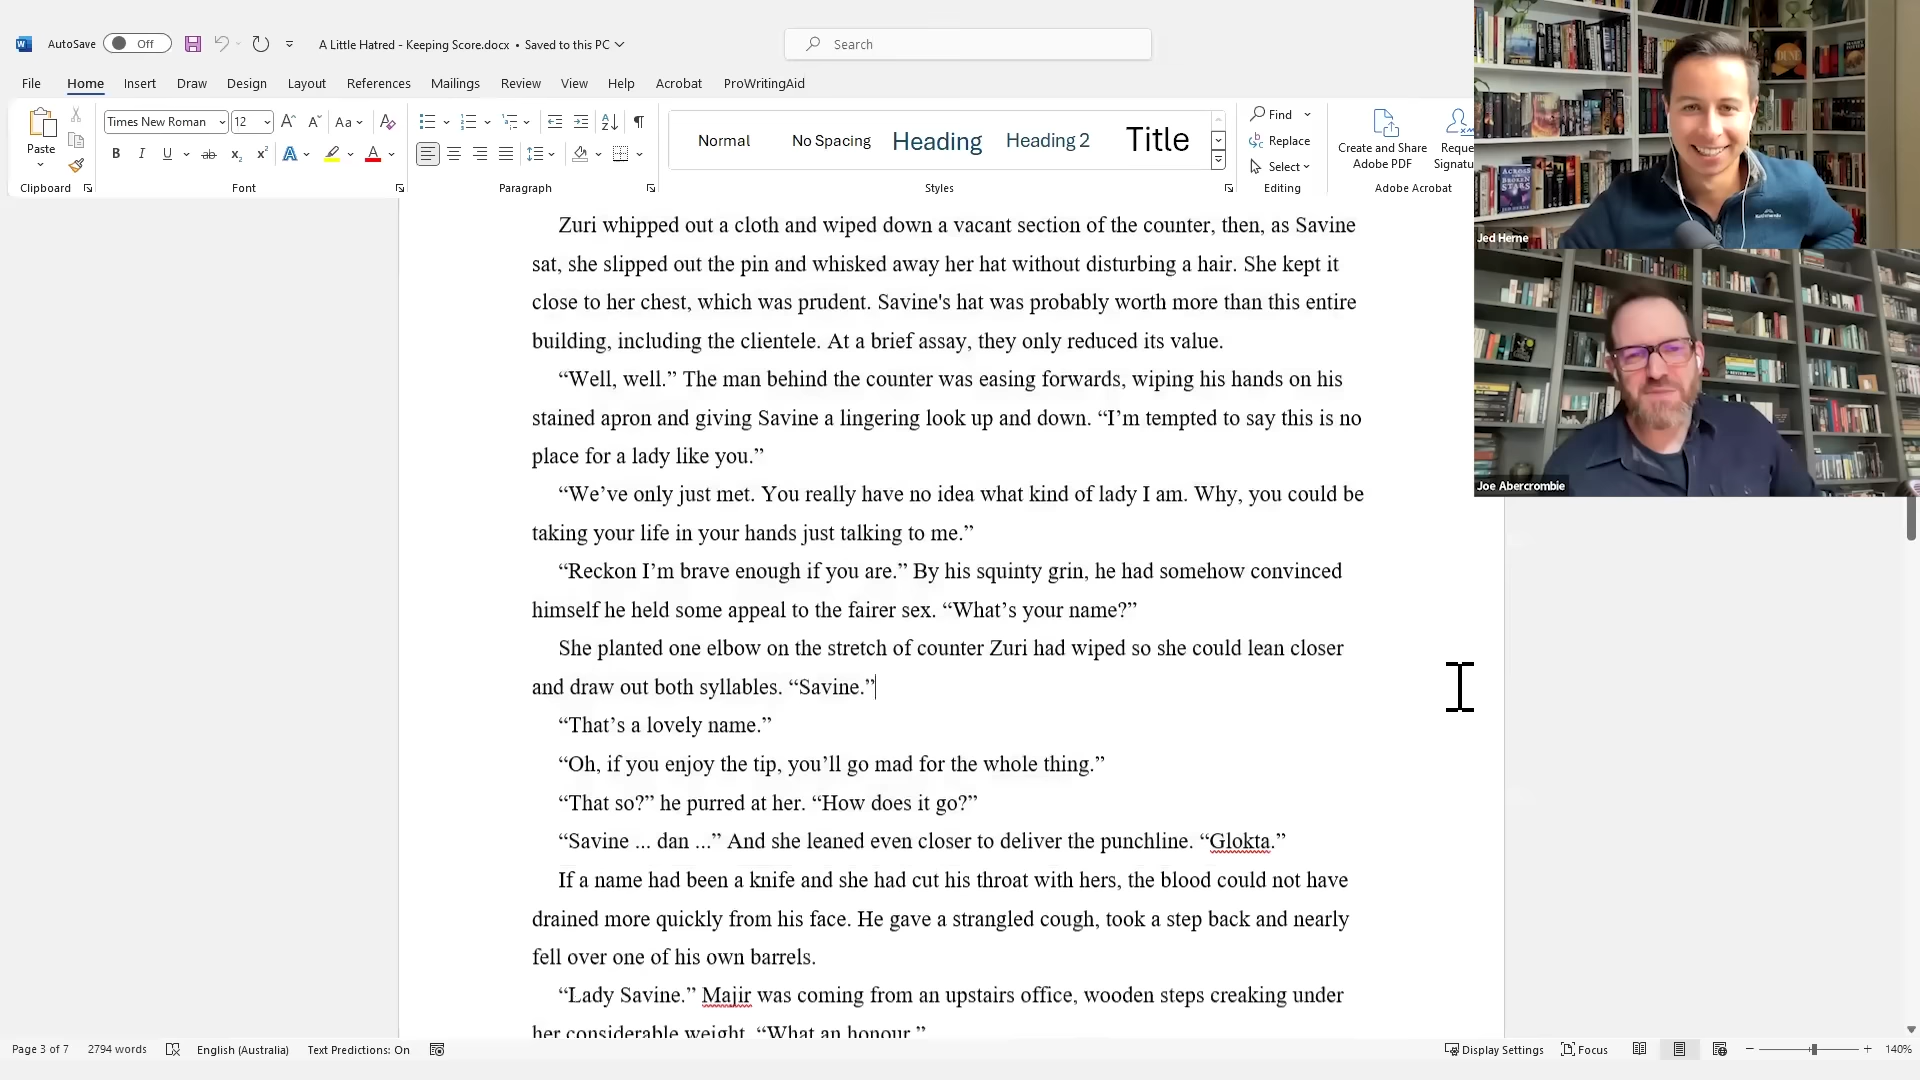 AutoSave Off A Little Hatred - Keeping Score.docx • Saved to this PC Search
File Home Insert Draw Design Layout References Mailings Review View Help Acrobat ProWritingAid
Paste Times New Roman 12 Aa Normal No Spacing Heading Heading 2 Title Find Replace Select Create and Share Adobe PDF Reque Signatu
Clipboard Font Paragraph Styles Editing Adobe Acrobat
Zuri whipped out a cloth and wiped down a vacant section of the counter, then, as Savine
sat, she slipped out the pin and whisked away her hat without disturbing a hair. She kept it
close to her chest, which was prudent. Savine's hat was probably worth more than this entire
building, including the clientele. At a brief assay, they only reduced its value.
“Well, well.” The man behind the counter was easing forwards, wiping his hands on his
stained apron and giving Savine a lingering look up and down. “I’m tempted to say this is no
place for a lady like you.”
“We’ve only just met. You really have no idea what kind of lady I am. Why, you could be
taking your life in your hands just talking to me.”
“Reckon I’m brave enough if you are.” By his squinty grin, he had somehow convinced
himself he held some appeal to the fairer sex. “What’s your name?”
She planted one elbow on the stretch of counter Zuri had wiped so she could lean closer
and draw out both syllables. “Savine.”
“That’s a lovely name.”
“Oh, if you enjoy the tip, you’ll go mad for the whole thing.”
“That so?” he purred at her. “How does it go?”
“Savine ... dan ...” And she leaned even closer to deliver the punchline. “Glokta.”
If a name had been a knife and she had cut his throat with hers, the blood could not have
drained more quickly from his face. He gave a strangled cough, took a step back and nearly
fell over one of his own barrels.
“Lady Savine.” Majir was coming from an upstairs office, wooden steps creaking under
her considerable weight. “What an honour.”
Page 3 of 7 2794 words English (Australia) Text Predictions: On Display Settings Focus 140%
DUNE
ACROSS THE BROKEN STARS
Jed Herne
Joe Abercrombie